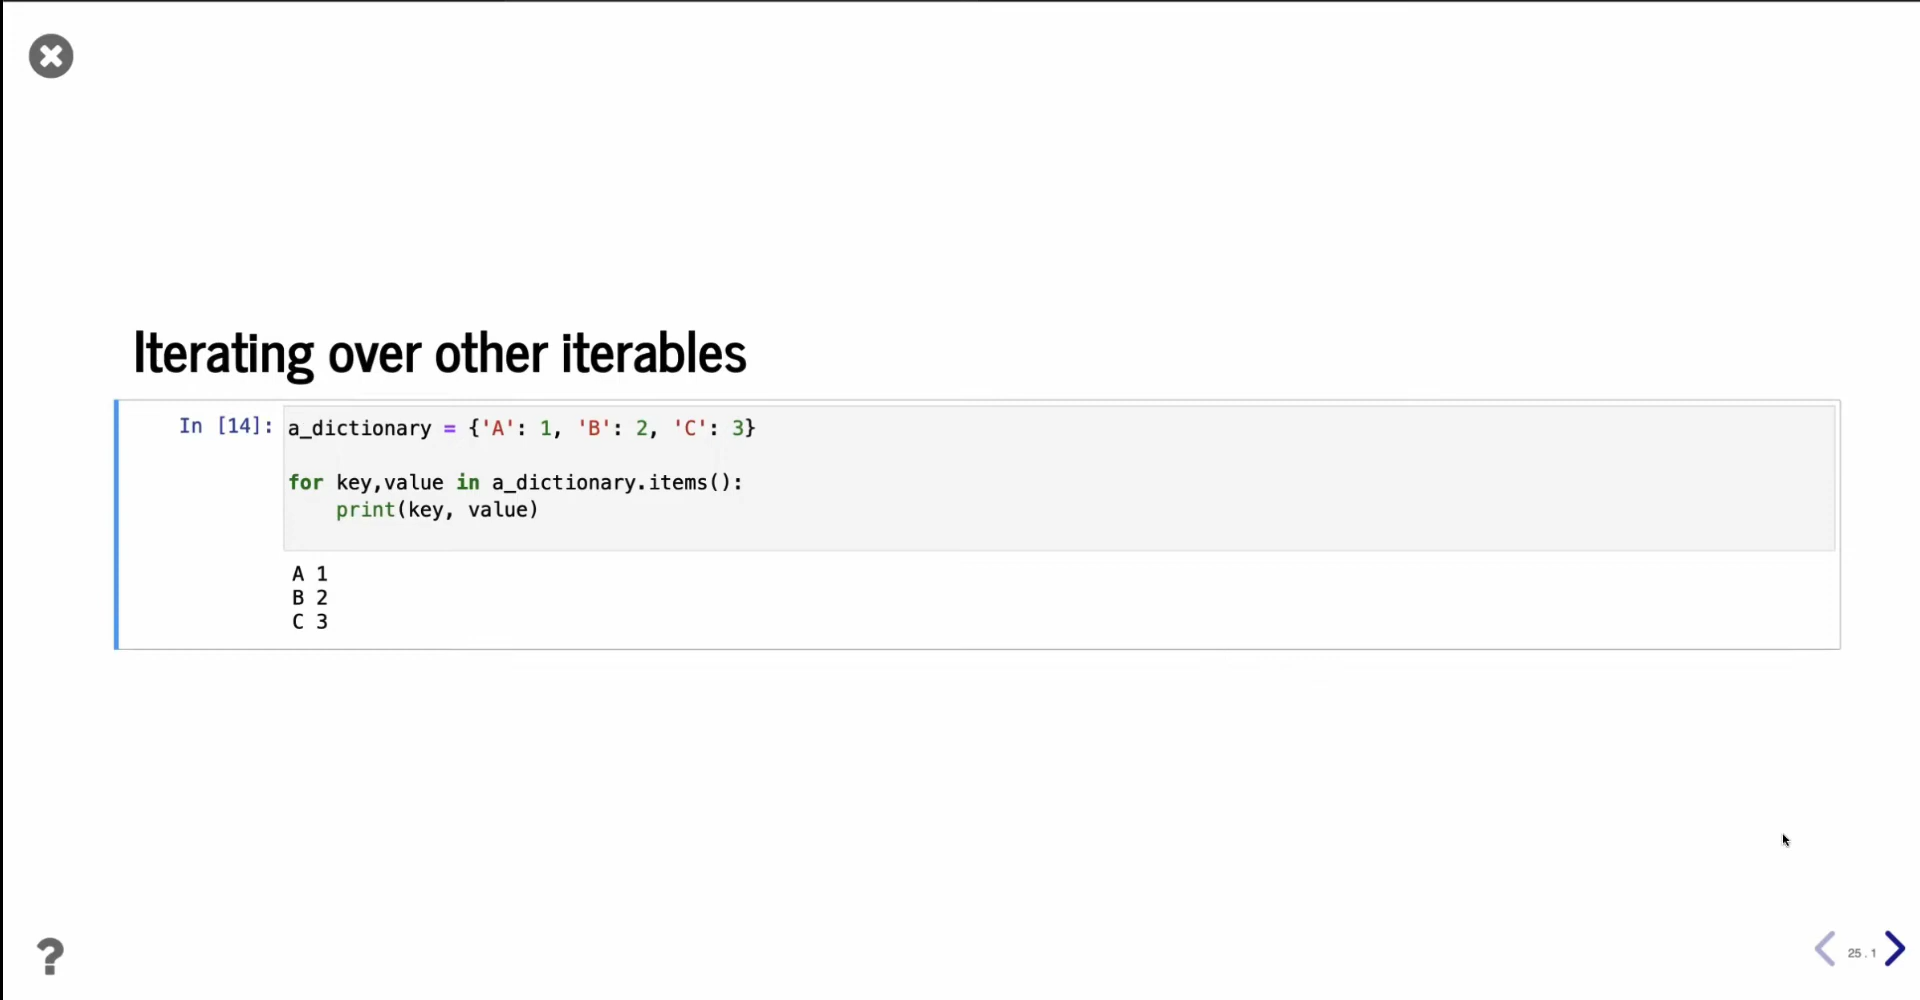 Iterating over other iterables
In [14]: a_dictionary = {'A': 1, 'B': 2, 'C': 3}
for key,value in a_dictionary.items():
    print(key, value)
A 1
B 2
C 3
?
25 . 1